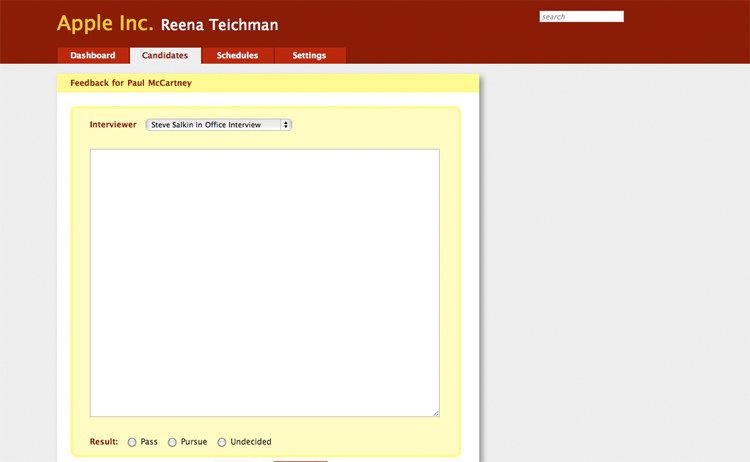 Apple Inc. Reena Teichman
search
Dashboard Candidates Schedules Settings
Feedback for Paul McCartney
Interviewer Steve Salkin in Office Interview
Result: Pass Pursue Undecided